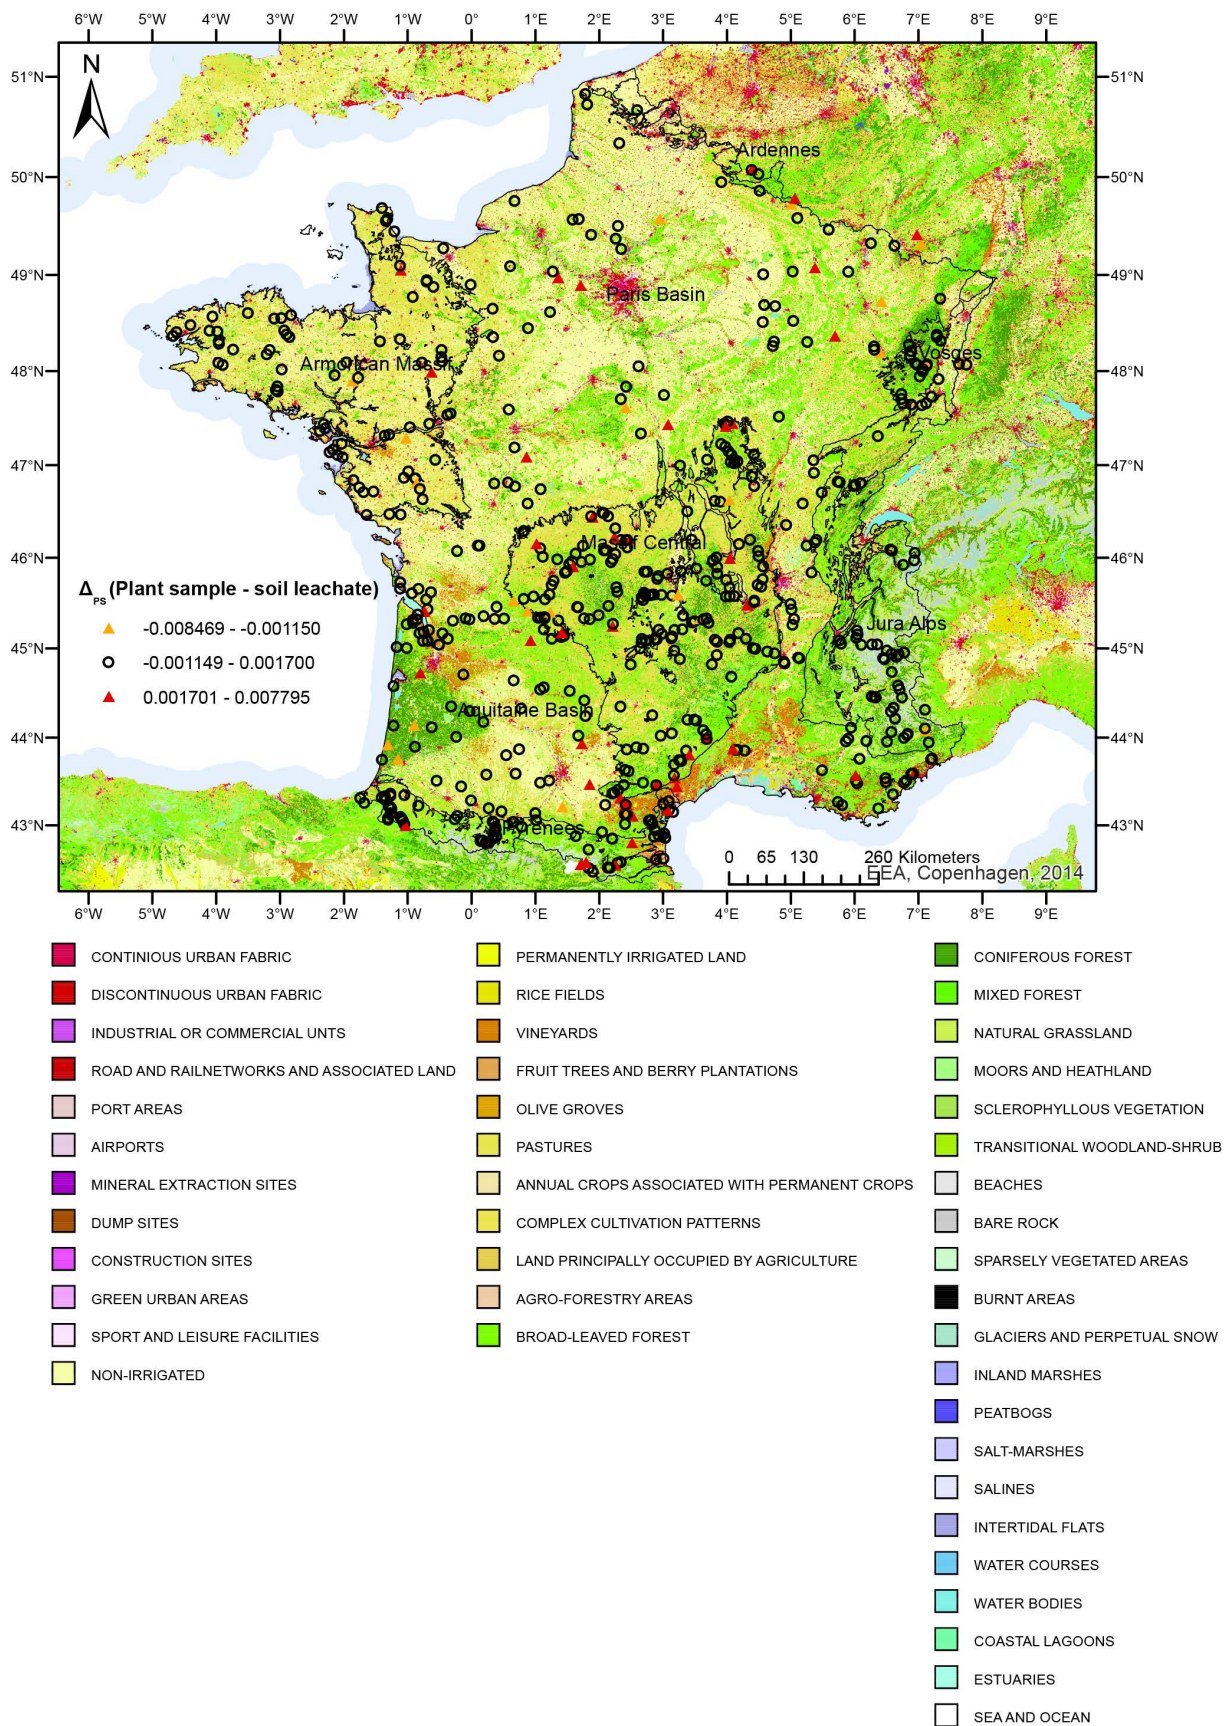 6°W 5°W 4°W 3°W 2°W 1°W 0° 1°E 2°E 3°E 4°E 5°E 6°E 7°E 8°E 9°E
N
51°N 51°N
Ardennes
50°N 50°N
49°N 49°N
Paris Basin
Vosges
Armorican Massif
48°N 48°N
47°N 47°N
Massif Central
46°N 46°N
ΔPS (Plant sample - soil leachate)
-0.008469 - -0.001150
-0.001149 - 0.001700
0.001701 - 0.007795
Jura Alps
45°N 45°N
Aquitaine Basin
44°N 44°N
Pyrenees
43°N 43°N
0 65 130 260 Kilometers
EEA, Copenhagen, 2014
6°W 5°W 4°W 3°W 2°W 1°W 0° 1°E 2°E 3°E 4°E 5°E 6°E 7°E 8°E 9°E
CONTINIOUS URBAN FABRIC
DISCONTINUOUS URBAN FABRIC
INDUSTRIAL OR COMMERCIAL UNTS
ROAD AND RAILNETWORKS AND ASSOCIATED LAND
PORT AREAS
AIRPORTS
MINERAL EXTRACTION SITES
DUMP SITES
CONSTRUCTION SITES
GREEN URBAN AREAS
SPORT AND LEISURE FACILITIES
NON-IRRIGATED
PERMANENTLY IRRIGATED LAND
RICE FIELDS
VINEYARDS
FRUIT TREES AND BERRY PLANTATIONS
OLIVE GROVES
PASTURES
ANNUAL CROPS ASSOCIATED WITH PERMANENT CROPS
COMPLEX CULTIVATION PATTERNS
LAND PRINCIPALLY OCCUPIED BY AGRICULTURE
AGRO-FORESTRY AREAS
BROAD-LEAVED FOREST
CONIFEROUS FOREST
MIXED FOREST
NATURAL GRASSLAND
MOORS AND HEATHLAND
SCLEROPHYLLOUS VEGETATION
TRANSITIONAL WOODLAND-SHRUB
BEACHES
BARE ROCK
SPARSELY VEGETATED AREAS
BURNT AREAS
GLACIERS AND PERPETUAL SNOW
INLAND MARSHES
PEATBOGS
SALT-MARSHES
SALINES
INTERTIDAL FLATS
WATER COURSES
WATER BODIES
COASTAL LAGOONS
ESTUARIES
SEA AND OCEAN